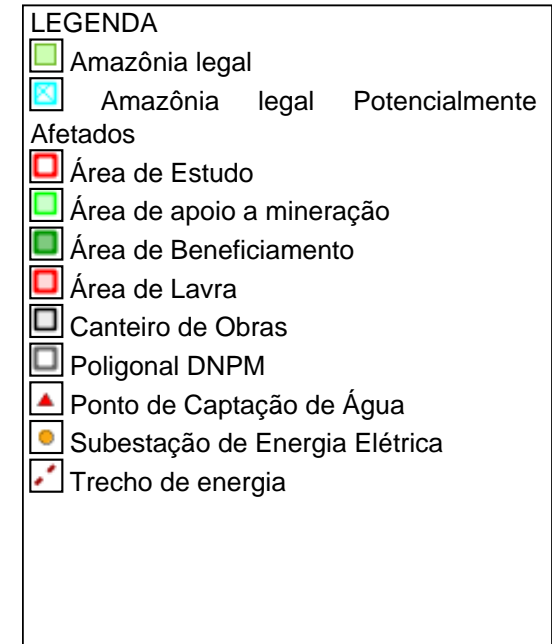 LEGENDA
Amazônia legal
Amazônia legal Potencialmente
Afetados
Área de Estudo
Área de apoio a mineração
Área de Beneficiamento
Área de Lavra
Canteiro de Obras
Poligonal DNPM
Ponto de Captação de Água
Subestação de Energia Elétrica
Trecho de energia